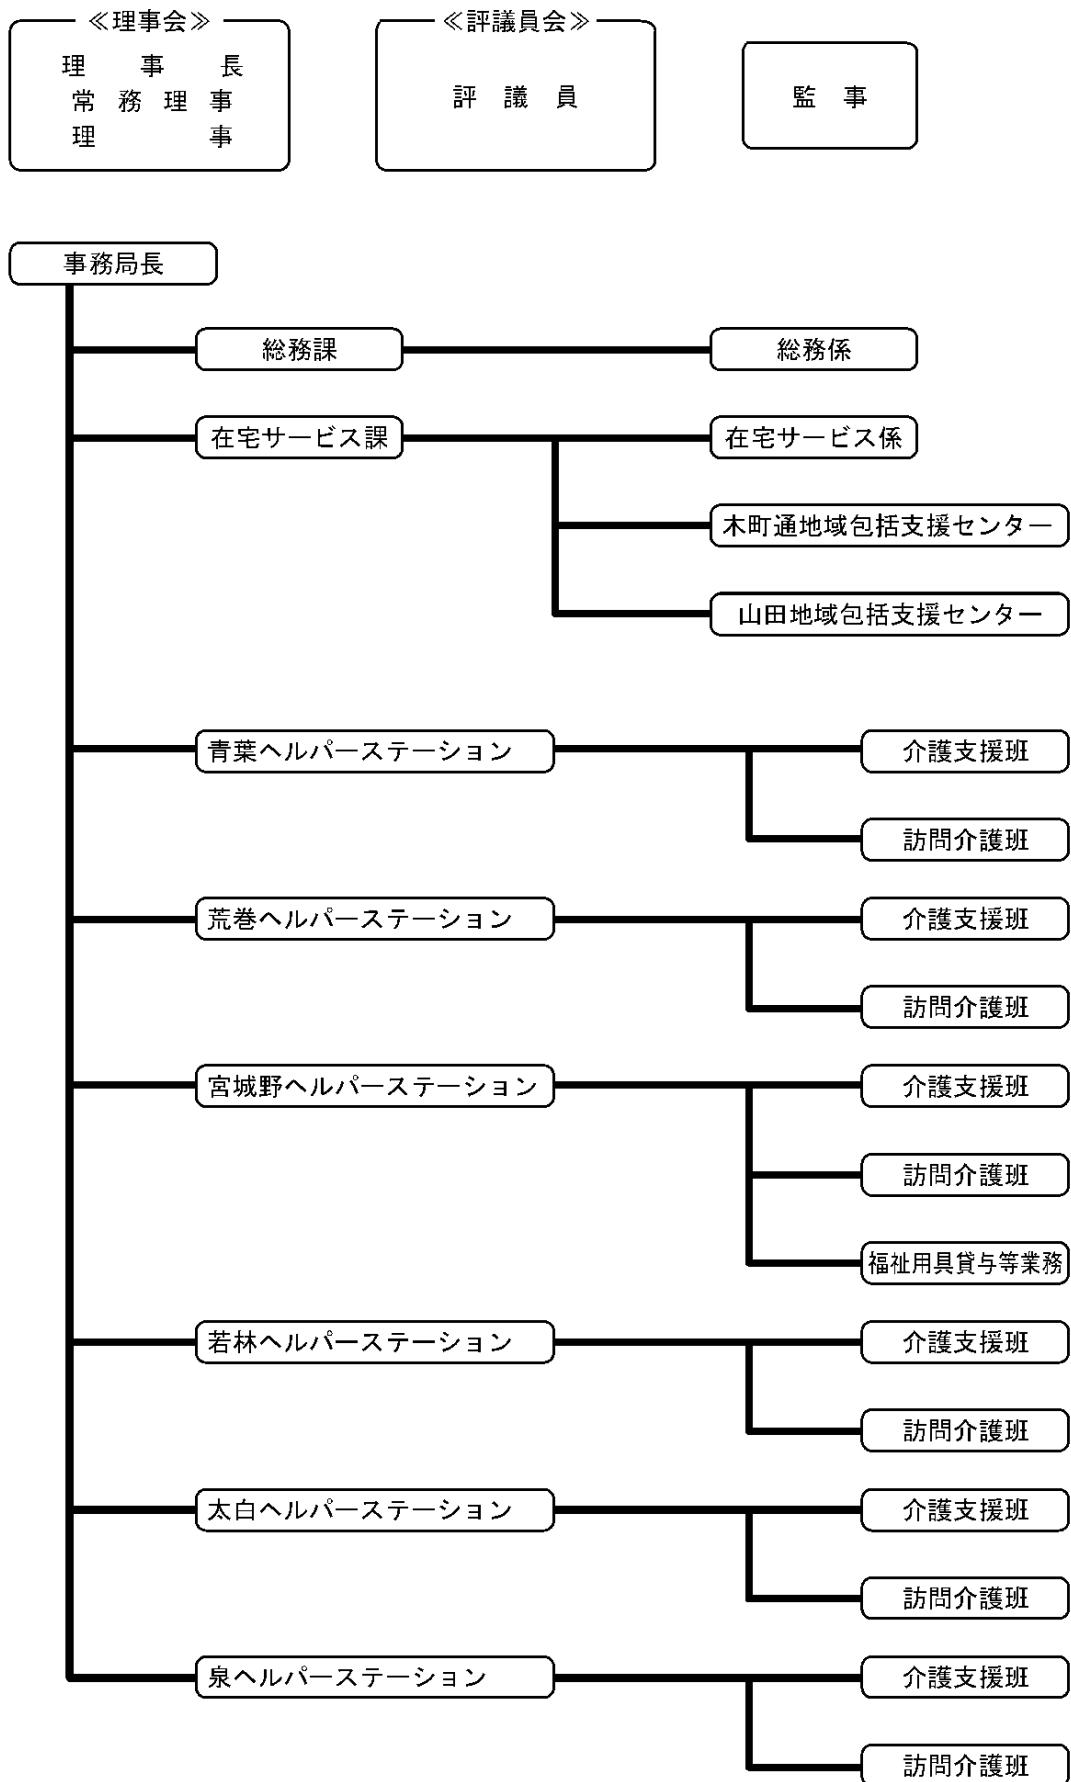 ≪理事会≫
理事長
常務理事
理事
≪評議員会≫
評議員
監事
事務局長
総務課
総務係
在宅サービス課
在宅サービス係
木町通地域包括支援センター
山田地域包括支援センター
青葉ヘルパーステーション
介護支援班
訪問介護班
荒巻ヘルパーステーション
介護支援班
訪問介護班
宮城野ヘルパーステーション
介護支援班
訪問介護班
福祉用具貸与等業務
若林ヘルパーステーション
介護支援班
訪問介護班
太白ヘルパーステーション
介護支援班
訪問介護班
泉ヘルパーステーション
介護支援班
訪問介護班